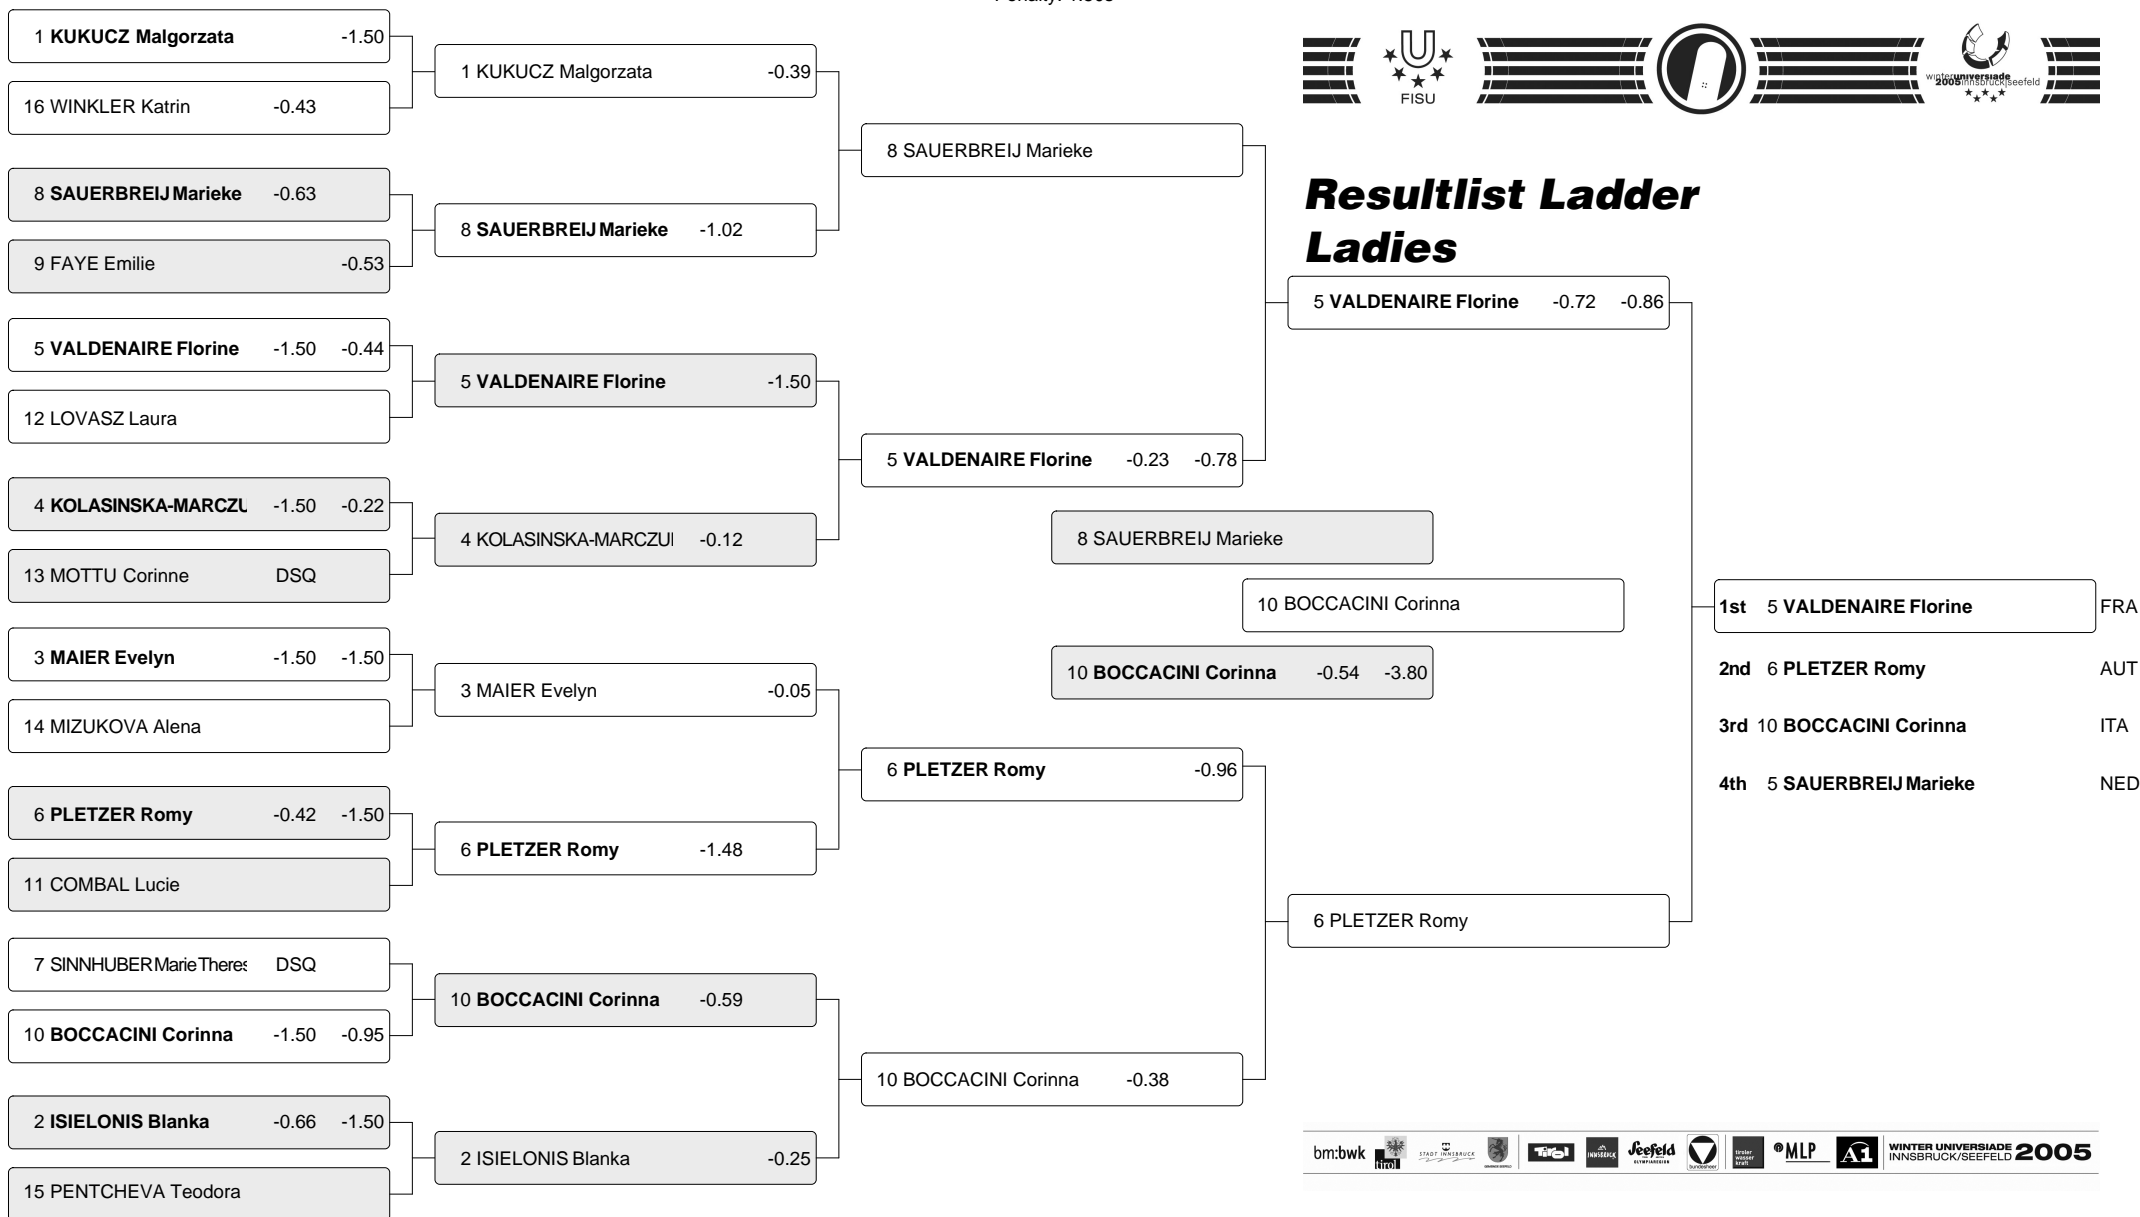 1 KUKUCZ Malgorzata -1.50
16 WINKLER Katrin -0.43
8 SAUERBREIJ Marieke -0.63
9 FAYE Emilie -0.53
5 VALDENAIRE Florine -1.50 -0.44
12 LOVASZ Laura
4 KOLASINSKA-MARCZU -1.50 -0.22
13 MOTTU Corinne DSQ
3 MAIER Evelyn -1.50 -1.50
14 MIZUKOVA Alena
6 PLETZER Romy -0.42 -1.50
11 COMBAL Lucie
7 SINNHUBER Marie Theres DSQ
10 BOCCACINI Corinna -1.50 -0.95
2 ISIELONIS Blanka -0.66 -1.50
15 PENTCHEVA Teodora
1 KUKUCZ Malgorzata -0.39
8 SAUERBREIJ Marieke -1.02
5 VALDENAIRE Florine -1.50
4 KOLASINSKA-MARCZU -0.12
3 MAIER Evelyn -0.05
6 PLETZER Romy -1.48
10 BOCCACINI Corinna -0.59
2 ISIELONIS Blanka -0.25
8 SAUERBREIJ Marieke
5 VALDENAIRE Florine -0.23 -0.78
6 PLETZER Romy -0.96
10 BOCCACINI Corinna -0.38
8 SAUERBREIJ Marieke
10 BOCCACINI Corinna
10 BOCCACINI Corinna -0.54 -3.80
FISU
winteruniversiade
2005innsbruck|seefeld
Resultlist Ladder
Ladies
5 VALDENAIRE Florine -0.72 -0.86
6 PLETZER Romy
1st 5 VALDENAIRE Florine FRA
2nd 6 PLETZER Romy AUT
3rd 10 BOCCACINI Corinna ITA
4th 5 SAUERBREIJ Marieke NED
bm:bwk tirol STADT INNSBRUCK Tirol INNSBRUCK Seefeld OLYMPIAREGION bundesheer tiroler wasser kraft MLP A1 WINTER UNIVERSIADE INNSBRUCK/SEEFELD 2005